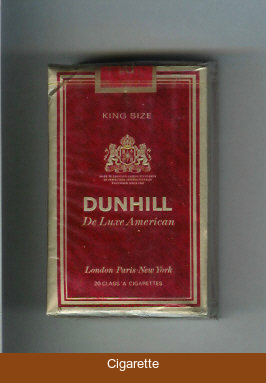 KING SIZE
DUNHILL
De Luxe American
London·Paris·New York
20 CLASS 'A' CIGARETTES
Cigarette